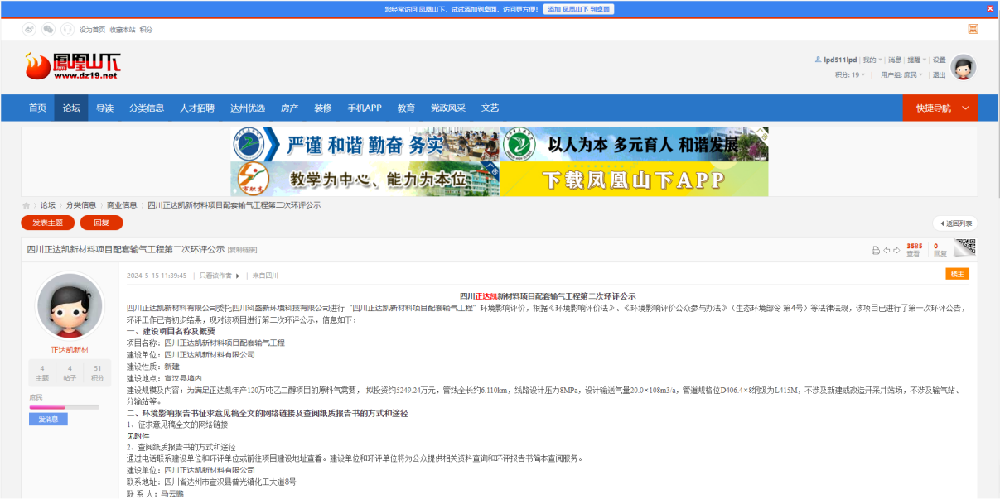 您经常访问 凤凰山下，试试添加到桌面，访问更方便！ 添加 凤凰山下 到桌面
设为首页 收藏本站 积分
鳳凰山下
www.dz19.net
lpd511lpd | 我的 | 消息 | 提醒 | 设置
积分: 19 | 用户组: 庶民 | 退出
首页 论坛 导读 分类信息 人才招聘 达州优选 房产 装修 手机APP 教育 党政风采 文艺 快捷导航
严谨 和谐 勤奋 务实 以人为本 多元育人 和谐发展
教学为中心、能力为本位 广告 下载凤凰山下APP
论坛 › 分类信息 › 商业信息 › 四川正达凯新材料项目配套输气工程第二次环评公示
发表主题 回复 返回列表
四川正达凯新材料项目配套输气工程第二次环评公示 [复制链接] 3585 查看 0 回复
2024-5-15 11:39:45 | 只看该作者 | 来自四川 楼主
正达凯新材
4 主题 4 帖子 51 积分
庶民
发消息
四川正达凯新材料项目配套输气工程第二次环评公示
四川正达凯新材料有限公司委托四川科盛新环境科技有限公司进行“四川正达凯新材料项目配套输气工程”环境影响评价，根据《环境影响评价法》、《环境影响评价公众参与办法》（生态环境部令 第4号）等法律法规，该项目已进行了第一次环评公告，
环评工作已有初步结果，现对该项目进行第二次环评公示，信息如下：
一、建设项目名称及概要
项目名称：四川正达凯新材料项目配套输气工程
建设单位：四川正达凯新材料有限公司
建设性质：新建
建设地点：宣汉县境内
建设规模及内容：为满足正达凯年产120万吨乙二醇项目的原料气需要， 拟投资约5249.24万元，管线全长约6.110km，线路设计压力8MPa，设计输送气量20.0×108m3/a，管道规格位D406.4×8钢级为L415M，不涉及新建或改造开采井站场，不涉及输气站、
分输站等。
二、环境影响报告书征求意见稿全文的网络链接及查阅纸质报告书的方式和途径
1、征求意见稿全文的网络链接
见附件
2、查阅纸质报告书的方式和途径
通过电话联系建设单位和环评单位或前往项目建设地址查看。建设单位和环评单位将为公众提供相关资料查询和环评报告书简本查阅服务。
建设单位：四川正达凯新材料有限公司
联系地址：四川省达州市宣汉县普光镇化工大道8号
联 系 人：马云鹏